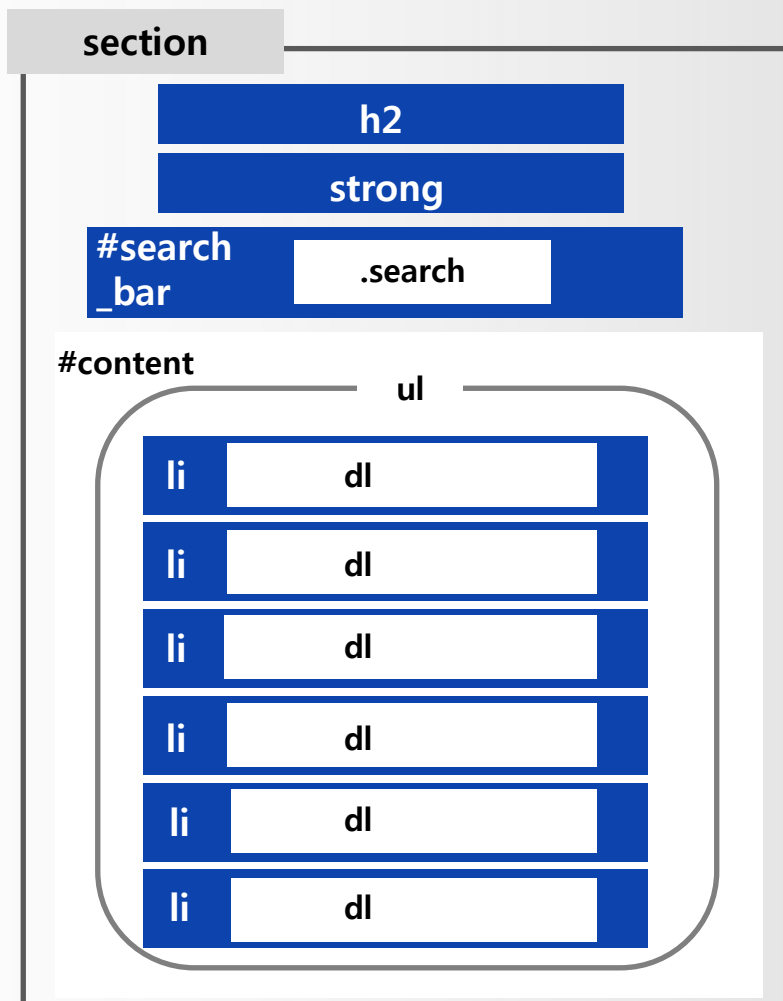 section
h2
strong
#search
_bar
.search
#content
ul
li
dl
li
dl
li
dl
li
dl
li
dl
li
dl